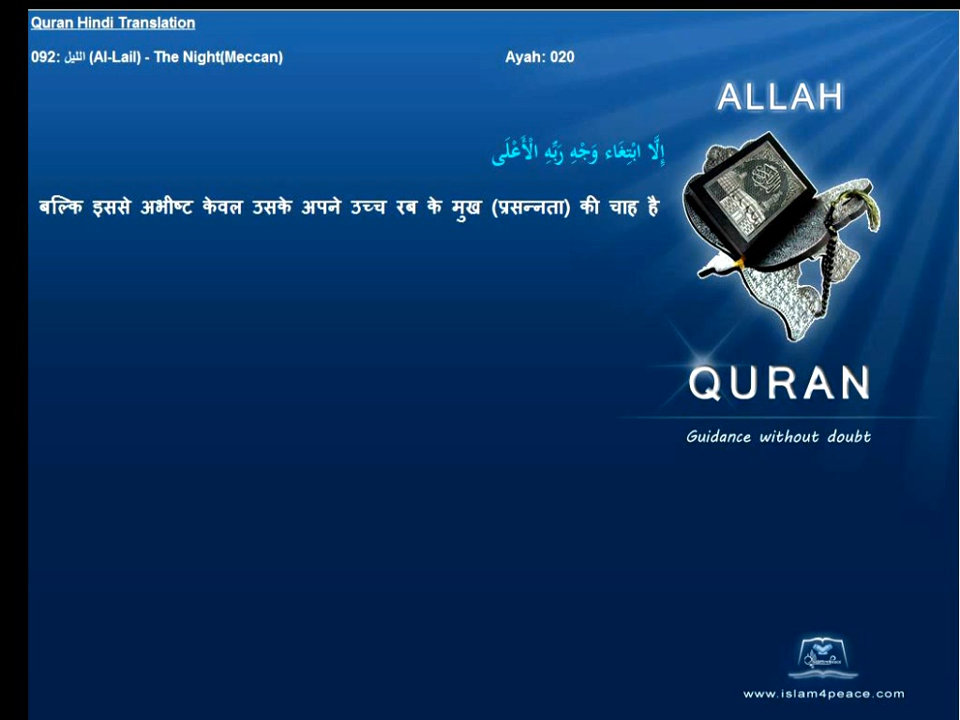 Quran Hindi Translation
092: الليل (Al-Lail) - The Night(Meccan) Ayah: 020
ALLAH
إِلَّا ابْتِغَاء وَجْهِ رَبِّهِ الْأَعْلَى
बल्कि इससे अभीष्ट केवल उसके अपने उच्च रब के मुख (प्रसन्नता) की चाह है
QURAN
Guidance without doubt
www.islam4peace.com